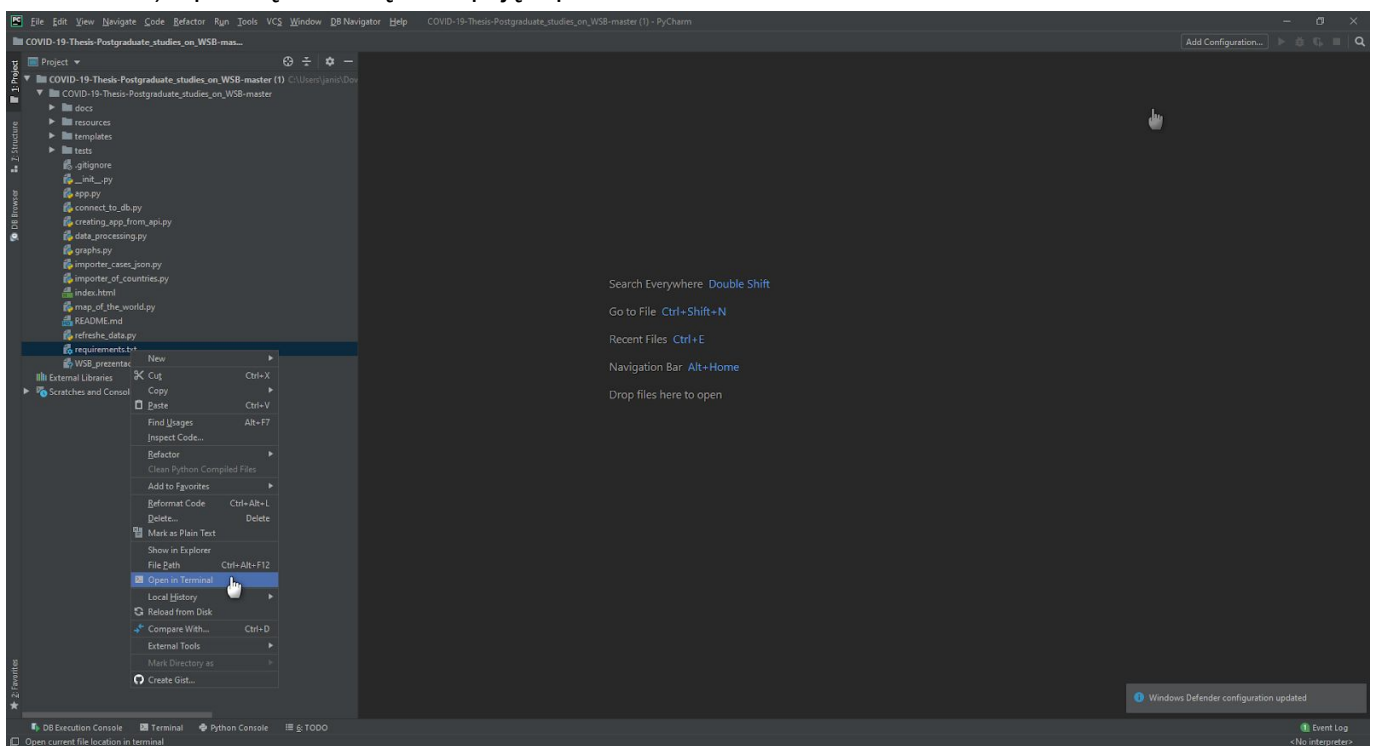 File Edit View Navigate Code Refactor Run Tools VCS Window DB Navigator Help COVID-19-Thesis-Postgraduate_studies_on_WSB-master (1) - PyCharm
COVID-19-Thesis-Postgraduate_studies_on_WSB-mas...
Add Configuration...
Project
COVID-19-Thesis-Postgraduate_studies_on_WSB-master (1) C:\Users\janis\Dov
COVID-19-Thesis-Postgraduate_studies_on_WSB-master
docs
resources
templates
tests
.gitignore
__init__.py
app.py
connect_to_db.py
creating_app_from_api.py
data_processing.py
graphs.py
importer_cases_json.py
importer_of_countries.py
index.html
map_of_the_world.py
README.md
refreshe_data.py
requirements.txt
WSB_prezentac
External Libraries
Scratches and Consol
New
Cut Ctrl+X
Copy
Paste Ctrl+V
Find Usages Alt+F7
Inspect Code...
Refactor
Clean Python Compiled Files
Add to Favorites
Reformat Code Ctrl+Alt+L
Delete... Delete
Mark as Plain Text
Show in Explorer
File Path Ctrl+Alt+F12
Open in Terminal
Local History
Reload from Disk
Compare With... Ctrl+D
External Tools
Mark Directory as
Create Gist...
Search Everywhere Double Shift
Go to File Ctrl+Shift+N
Recent Files Ctrl+E
Navigation Bar Alt+Home
Drop files here to open
1: Project
7: Structure
DB Browser
2: Favorites
Windows Defender configuration updated
DB Execution Console Terminal Python Console 6: TODO
1 Event Log
Open current file location in terminal
<No interpreter>